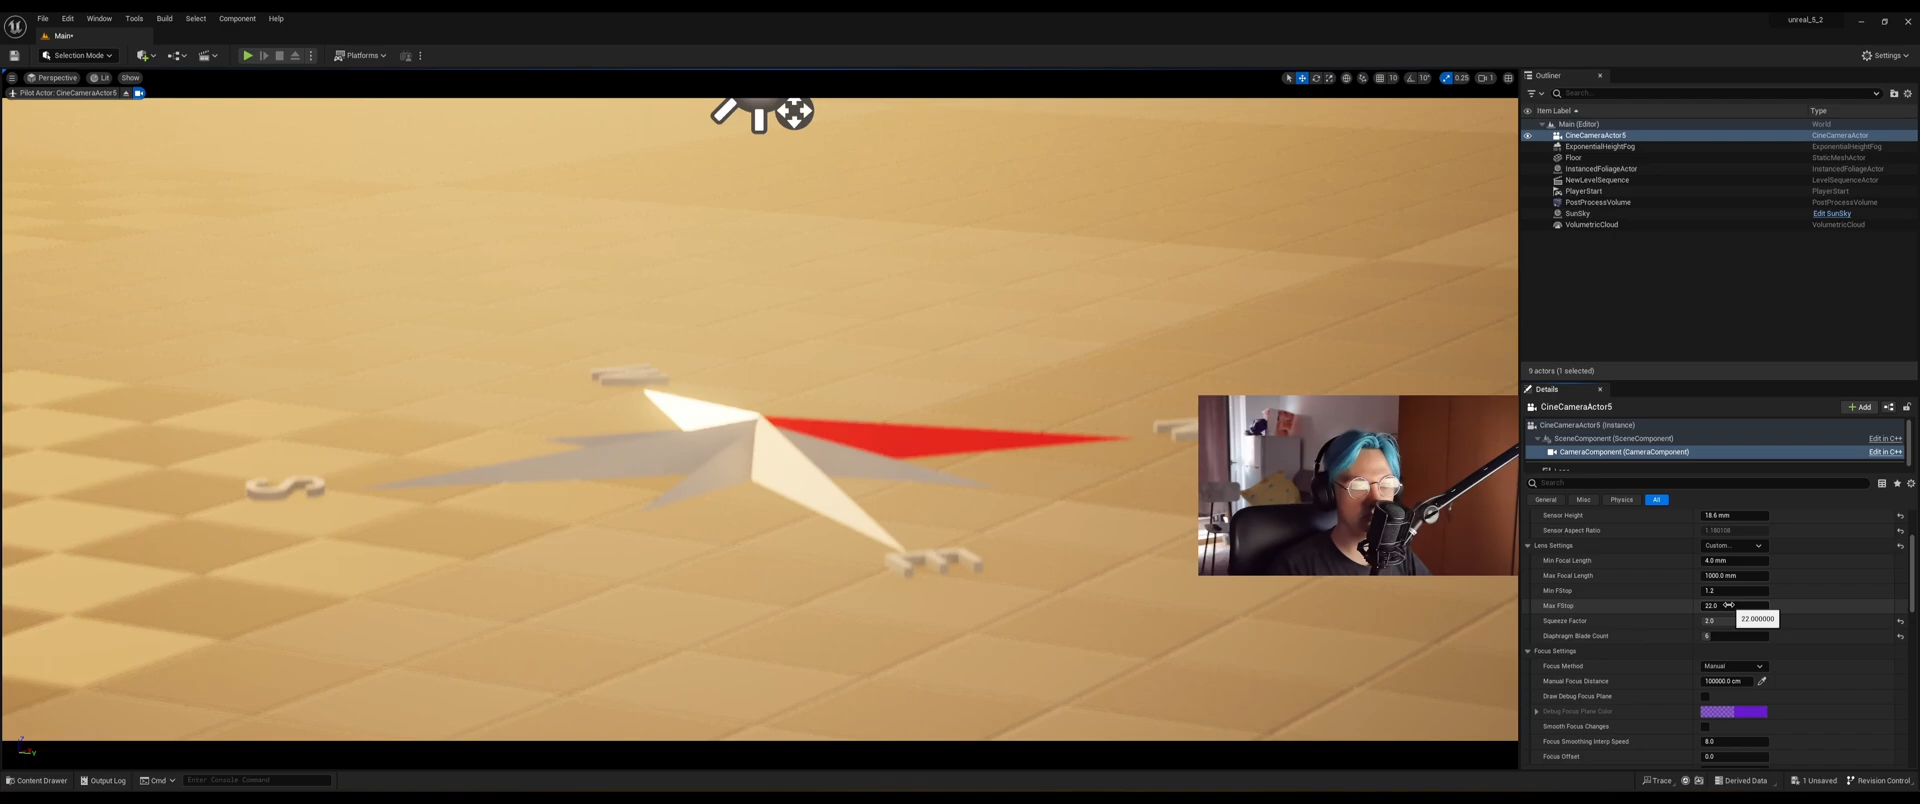 File Edit Window Tools Build Select Component Help
unreal_5_2
Main•
Selection Mode
Platforms
Settings
Perspective Lit Show
10 10° 0.25 1
Pilot Actor: CineCameraActor5
S
E
Outliner
Search...
Item Label Type
Main (Editor) World
CineCameraActor5 CineCameraActor
ExponentialHeightFog ExponentialHeightFog
Floor StaticMeshActor
InstancedFoliageActor InstancedFoliageActor
NewLevelSequence LevelSequenceActor
PlayerStart PlayerStart
PostProcessVolume PostProcessVolume
SunSky Edit SunSky
VolumetricCloud VolumetricCloud
9 actors (1 selected)
Details
CineCameraActor5
Add
CineCameraActor5 (Instance)
SceneComponent (SceneComponent) Edit in C++
CameraComponent (CameraComponent) Edit in C++
Search
General Misc Physics All
Sensor Height 18.6 mm
Sensor Aspect Ratio 1.180108
Lens Settings Custom...
Min Focal Length 4.0 mm
Max Focal Length 1000.0 mm
Min FStop 1.2
Max FStop 22.0
22.000000
Squeeze Factor 2.0
Diaphragm Blade Count 6
Focus Settings
Focus Method Manual
Manual Focus Distance 100000.0 cm
Draw Debug Focus Plane
Debug Focus Plane Color
Smooth Focus Changes
Focus Smoothing Interp Speed 8.0
Focus Offset 0.0
Content Drawer Output Log Cmd Enter Console Command
Trace Derived Data 1 Unsaved Revision Control